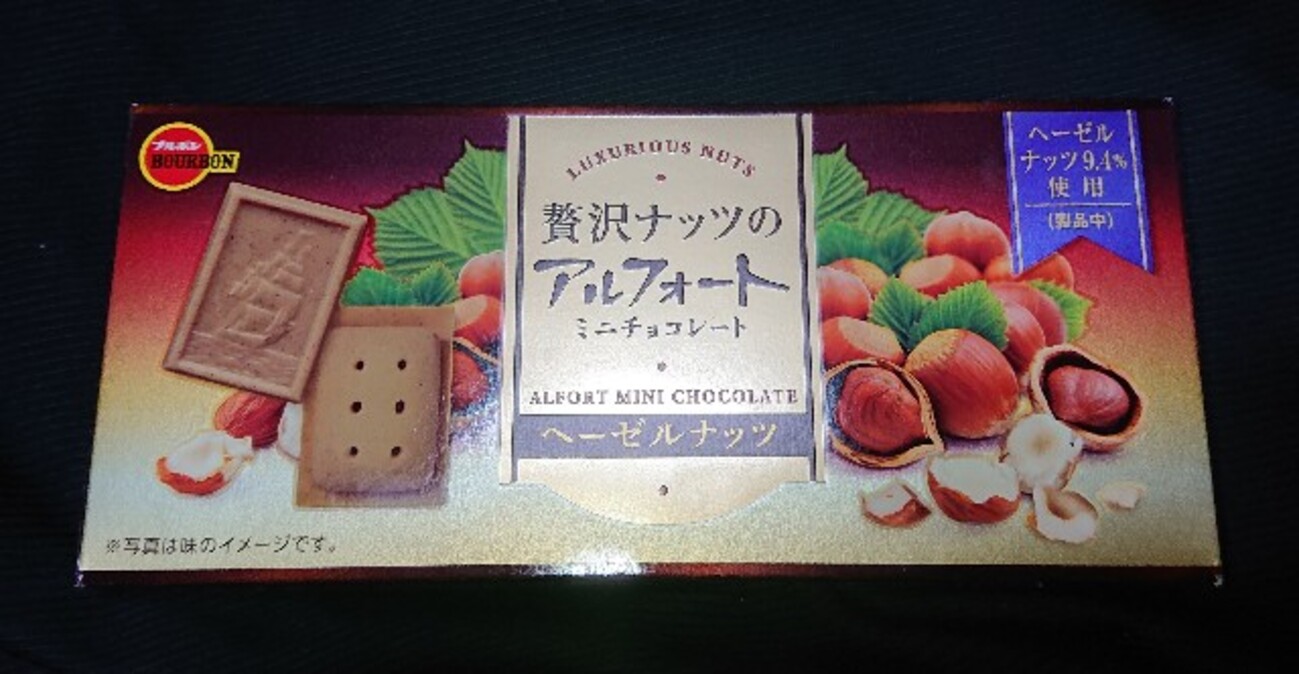 ブルボン
BOURBON
LUXURIOUS NUTS
贅沢ナッツの
アルフォート
ミニチョコレート
ALFORT MINI CHOCOLATE
ヘーゼルナッツ
ヘーゼル
ナッツ9.4%
使用
(製品中)
※写真は味のイメージです。